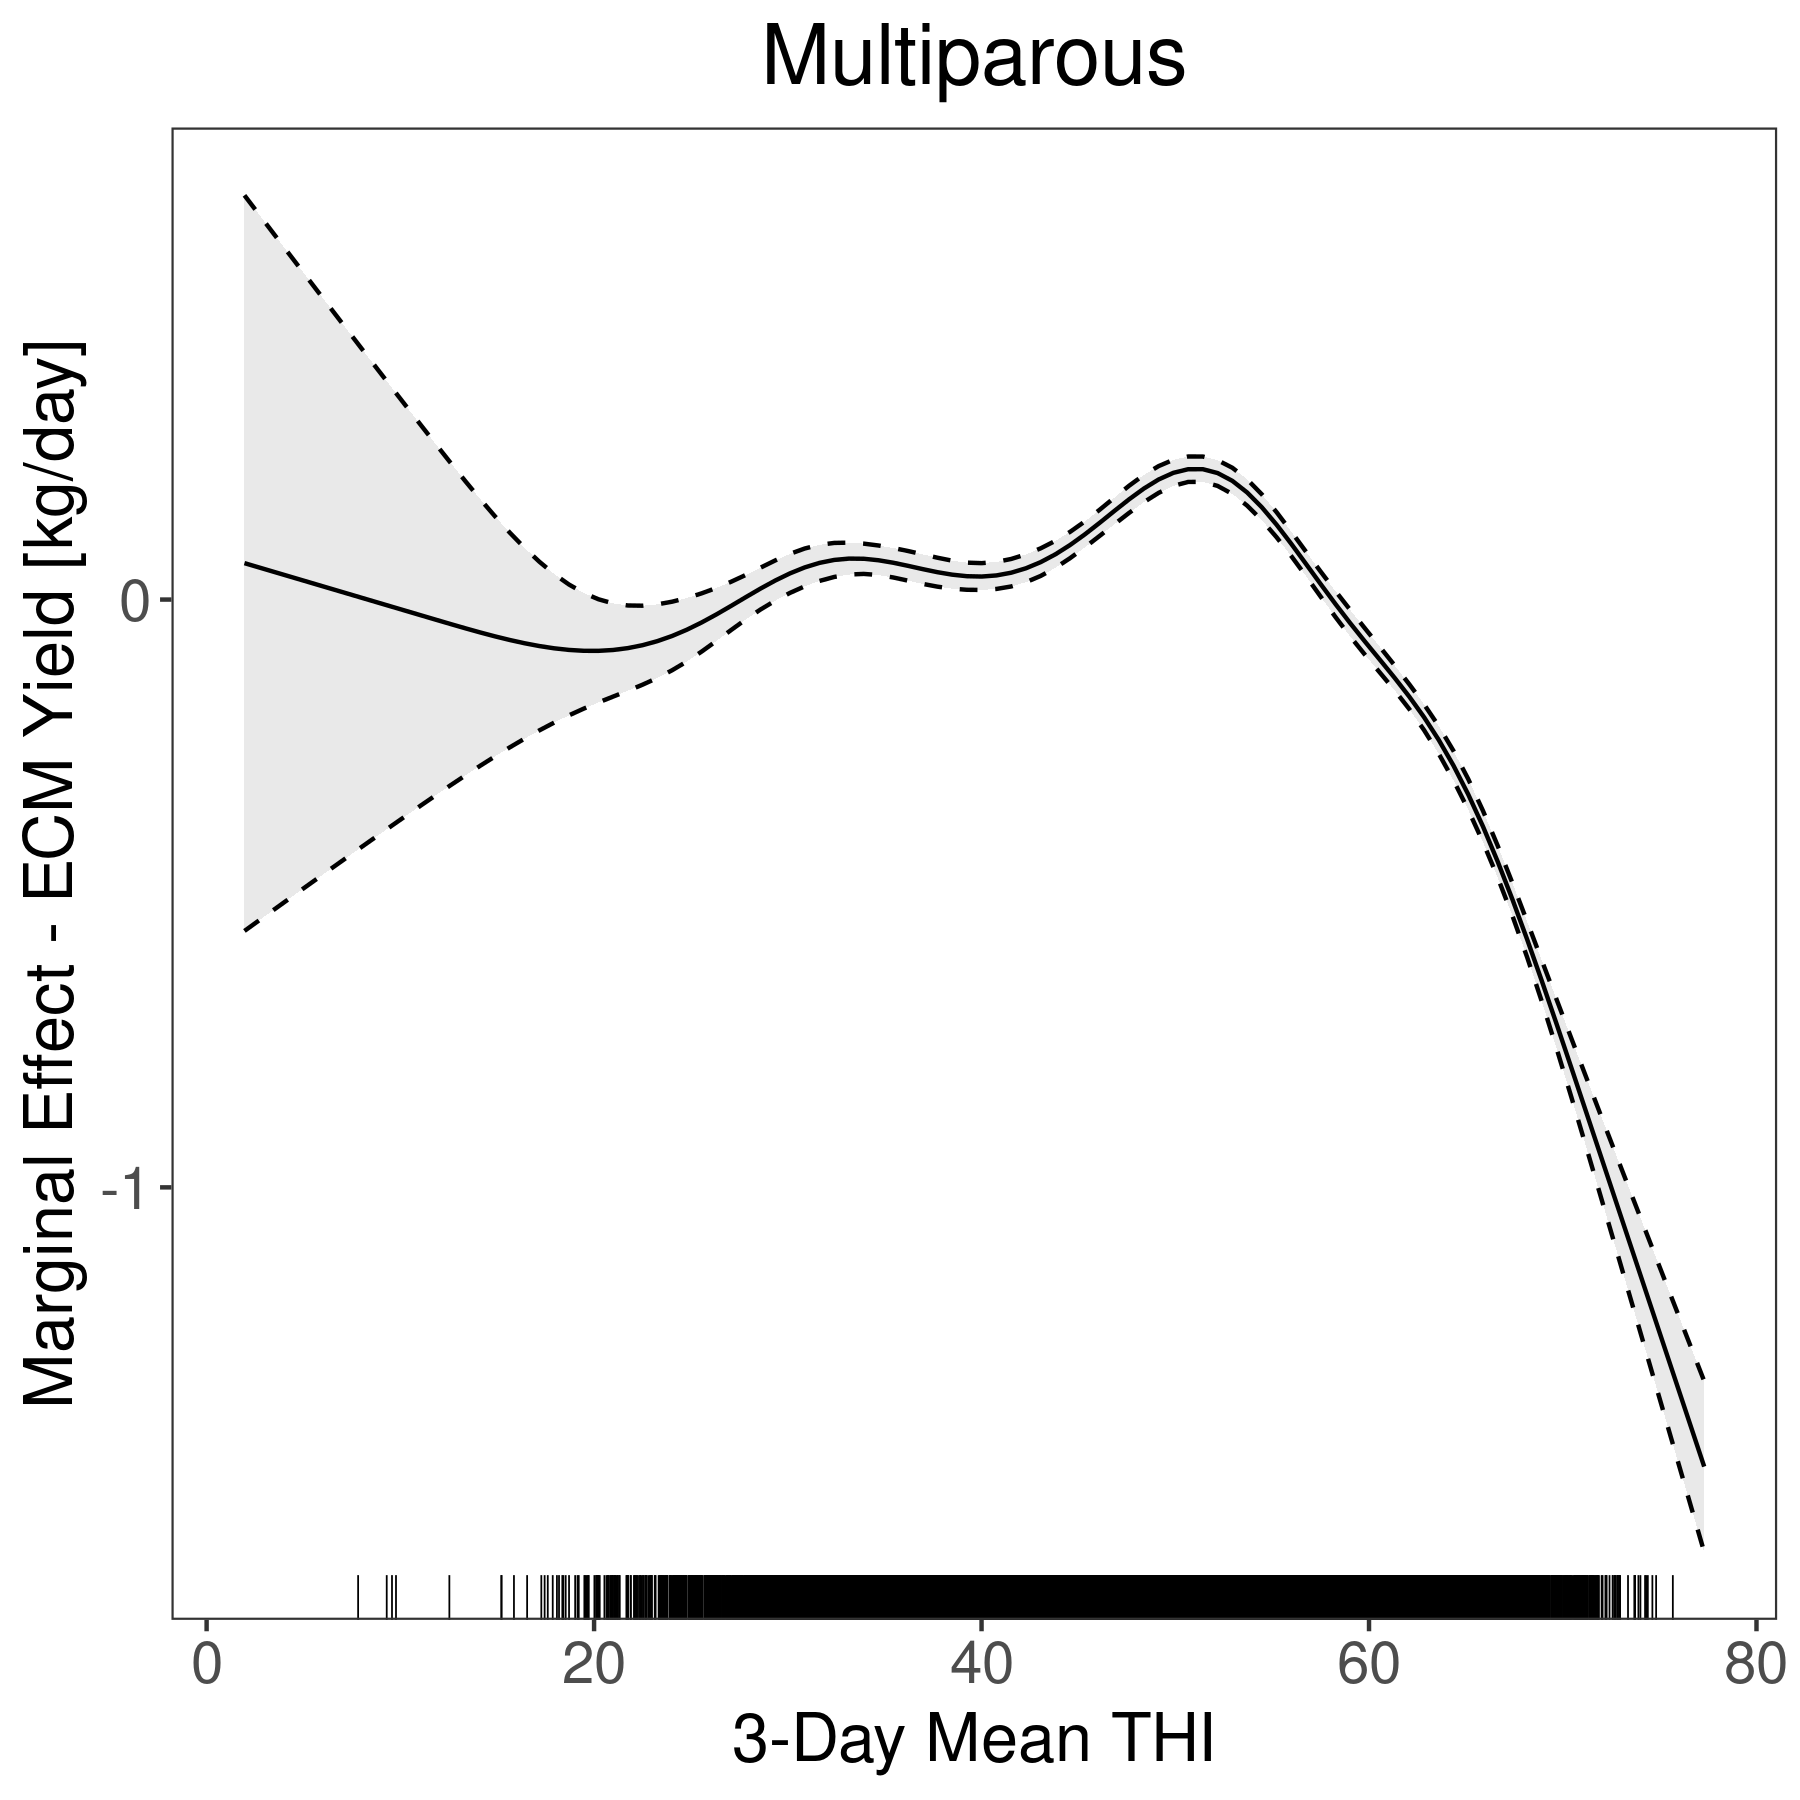 Multiparous
Marginal Effect - ECM Yield [kg/day]
0
-1
0 20 40 60 80
3-Day Mean THI